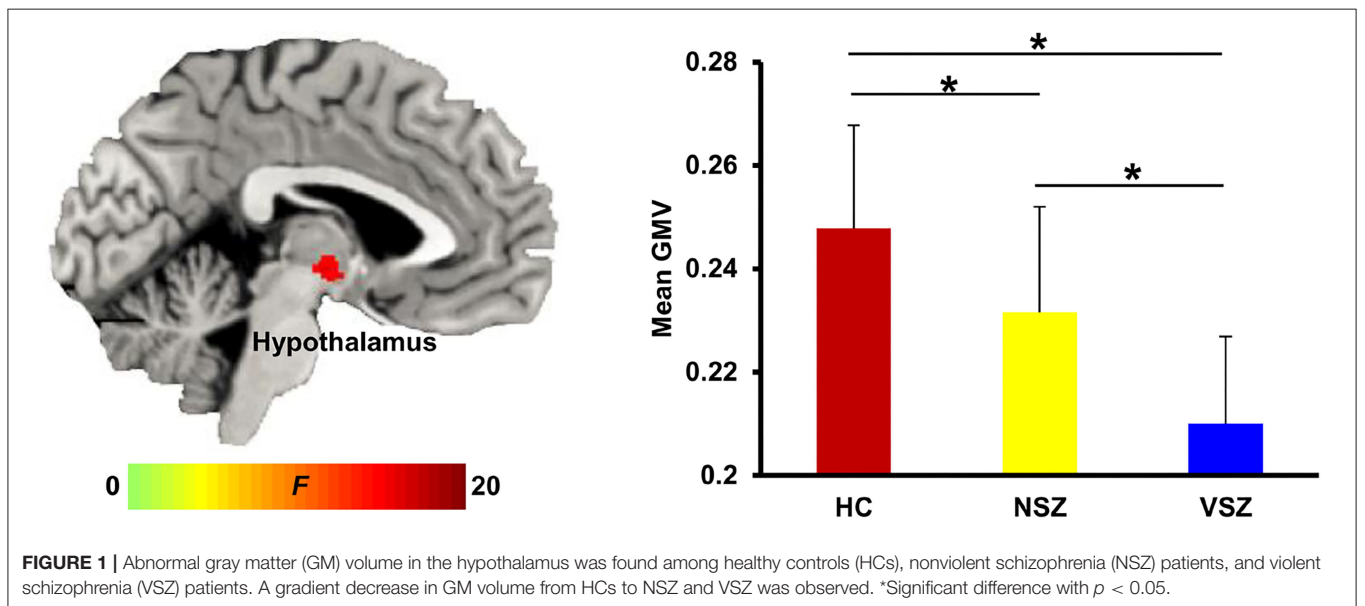 Hypothalamus
0 F 20
*
*
*
0.28
0.26
0.24
0.22
0.2
Mean GMV
HC NSZ VSZ
FIGURE 1 | Abnormal gray matter (GM) volume in the hypothalamus was found among healthy controls (HCs), nonviolent schizophrenia (NSZ) patients, and violent
schizophrenia (VSZ) patients. A gradient decrease in GM volume from HCs to NSZ and VSZ was observed. *Significant difference with p < 0.05.